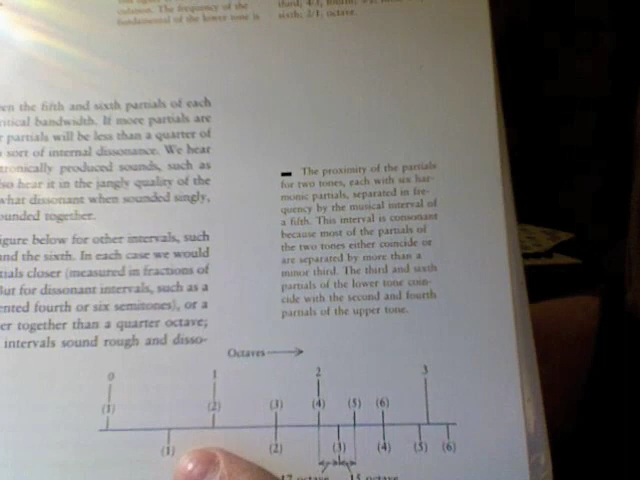 culation. The frequency of the
fundamental of the lower tone is
sixth; 2/1, octave.
en the fifth and sixth partials of each
ritical bandwidth. If more partials are
r partials will be less than a quarter of
sort of internal dissonance. We hear
tronically produced sounds, such as
lso hear it in the jangly quality of the
what dissonant when sounded singly,
ounded together.
igure below for other intervals, such
nd the sixth. In each case we would
tials closer (measured in fractions of
But for dissonant intervals, such as a
ented fourth or six semitones), or a
er together than a quarter octave;
intervals sound rough and disso-
The proximity of the partials
for two tones, each with six har-
monic partials, separated in fre-
quency by the musical interval of
a fifth. This interval is consonant
because most of the partials of
the two tones either coincide or
are separated by more than a
minor third. The third and sixth
partials of the lower tone coin-
cide with the second and fourth
partials of the upper tone.
Octaves
0 1 2 3
(1) (2) (3) (4) (5) (6)
(1) (2) (3) (4) (5) (6)
17 octave 15 octave